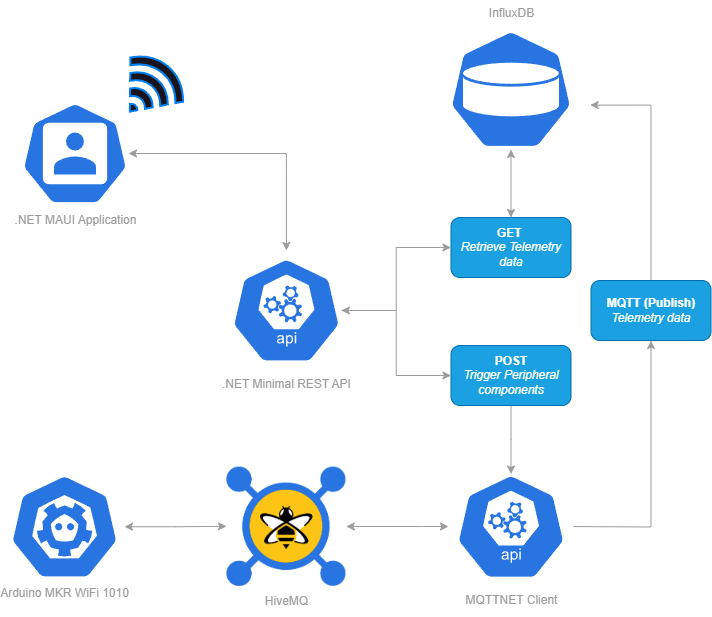 InfluxDB
.NET MAUI Application
GET
Retrieve Telemetry
data
MQTT (Publish)
Telemetry data
api
.NET Minimal REST API
POST
Trigger Peripheral
components
api
Arduino MKR WiFi 1010
HiveMQ
MQTTNET Client